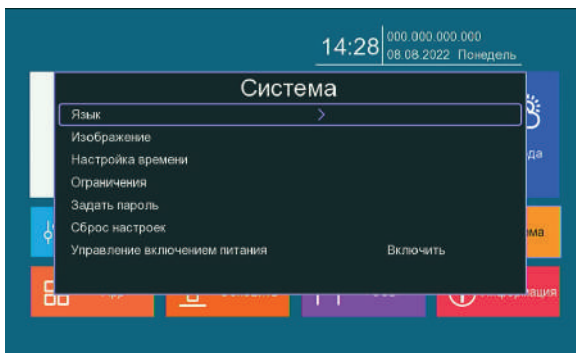 14:28
000.000.000.000
08.08.2022 Понедель
Система
Язык >
Изображение
Настройка времени
Ограничения
Задать пароль
Сброс настроек
Управление включением питания Включить
да
ма